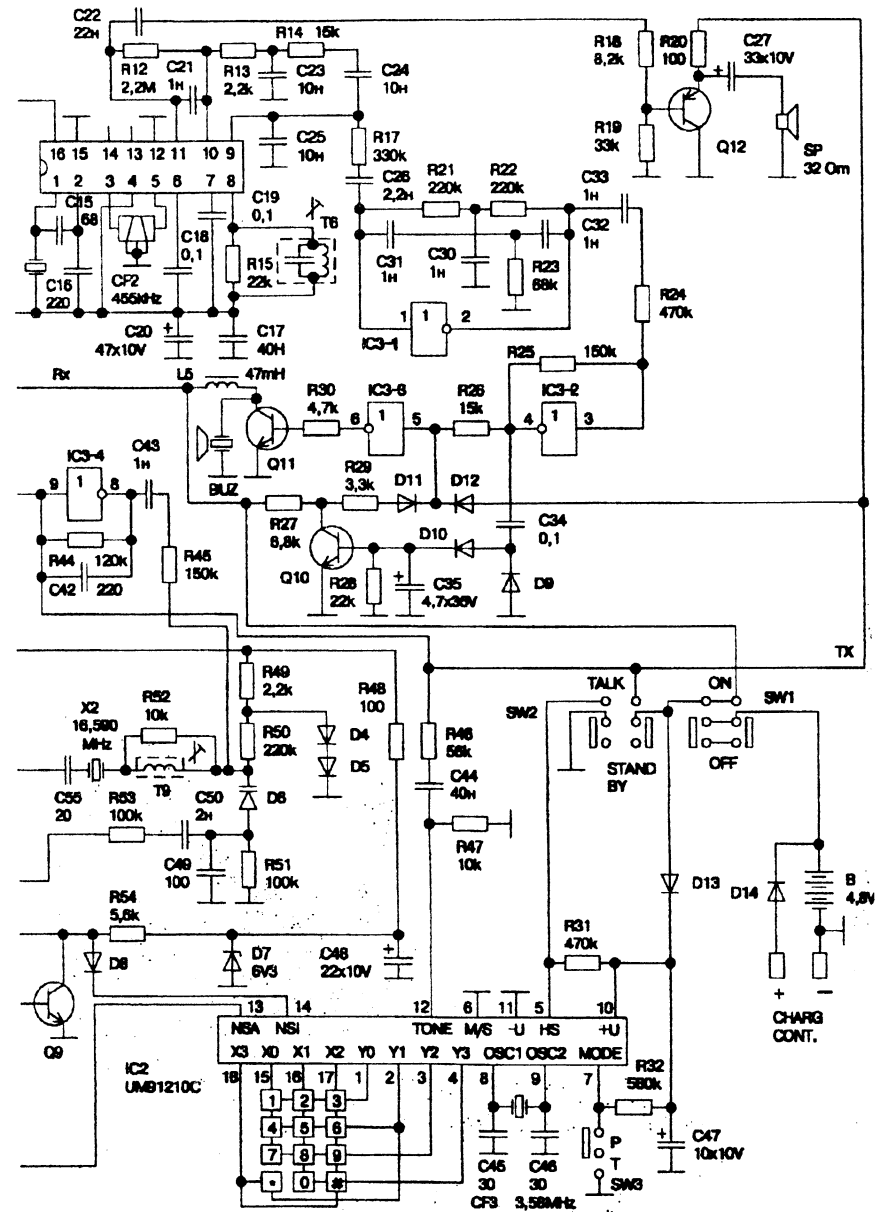 C22
22н
R14 15k
R12
2,2M
C21
1н
R13
2,2k
C23
10н
C24
10н
R18
8,2k
R20
100
C27
33x10V
R19
33k
Q12
SP
32 Om
C25
10н
R17
330k
16 15 14 13 12 11 10 9
1 2 3 4 5 6 7 8
C26
2,2н
R21
220k
R22
220k
C33
1н
C15
68
C19
0,1
T6
C18
0,1
C31
1н
C30
1н
C32
1н
R23
68k
C16
220
CF2
455kHz
R15
22k
R24
470k
1 1 2
IC3-1
C20
47x10V
C17
40H
R25 150k
Rx
L5 47mH
R30
4,7k
IC3-3
R26
15k
IC3-2
6 1 5
4 1 3
Q11
BUZ
IC3-4
C43
1н
9 1 8
R29
3,3k
D11
D12
R27
6,8k
C34
0,1
D10
R44 120k
C42 220
R45
150k
Q10
R28
22k
C35
4,7x35V
D9
TX
R49
2,2k
R48
100
TALK
ON
SW1
SW2
X2
16,590
MHz
R52
10k
R50
220k
D4
D5
R46
56k
STAND
BY
OFF
T9
C44
40н
C55
20
R53
100k
C50
2н
D6
R47
10k
C49
100
R51
100k
D13
D14
B
4,8V
R54
5,6k
R31
470k
D8
D7
6V3
C48
22x10V
+ −
CHARG
CONT.
13 14 12 6 11 5 10
NSA NSI TONE M/S -U HS +U
Q9
X3 X0 X1 X2 Y0 Y1 Y2 Y3 OSC1 OSC2 MODE
IC2
UM91210C
18 15 16 17 1 2 3 4 8 9 7
R32
560k
1 2 3
4 5 6
7 8 9
* 0 #
P
T
SW3
C47
10x10V
C45
30
C46
30
CF3 3,58MHz